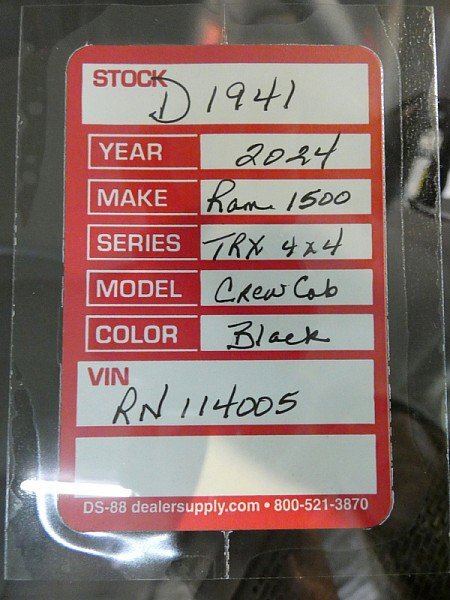 STOCK
D 1941
YEAR 2024
MAKE Ram 1500
SERIES TRX 4x4
MODEL Crew Cab
COLOR Black
VIN
RN 114005
DS-88 dealersupply.com • 800-521-3870